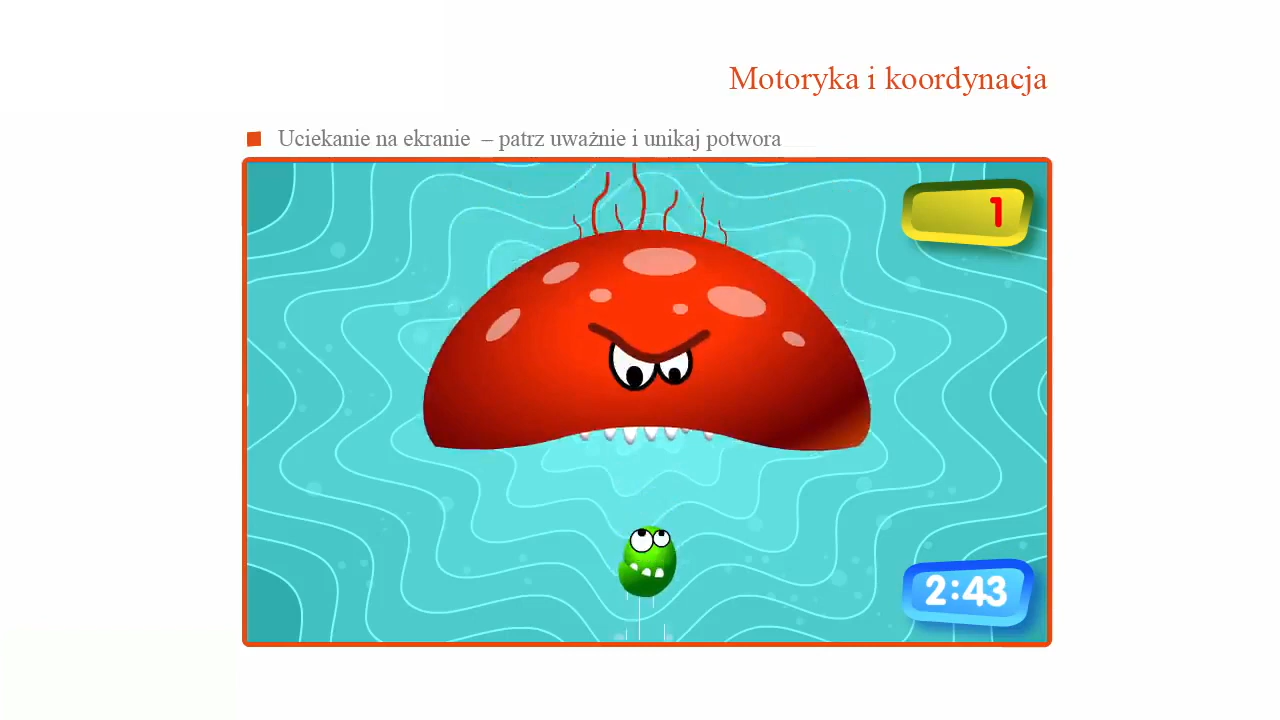 Motoryka i koordynacja
Uciekanie na ekranie – patrz uważnie i unikaj potwora
1
2:43